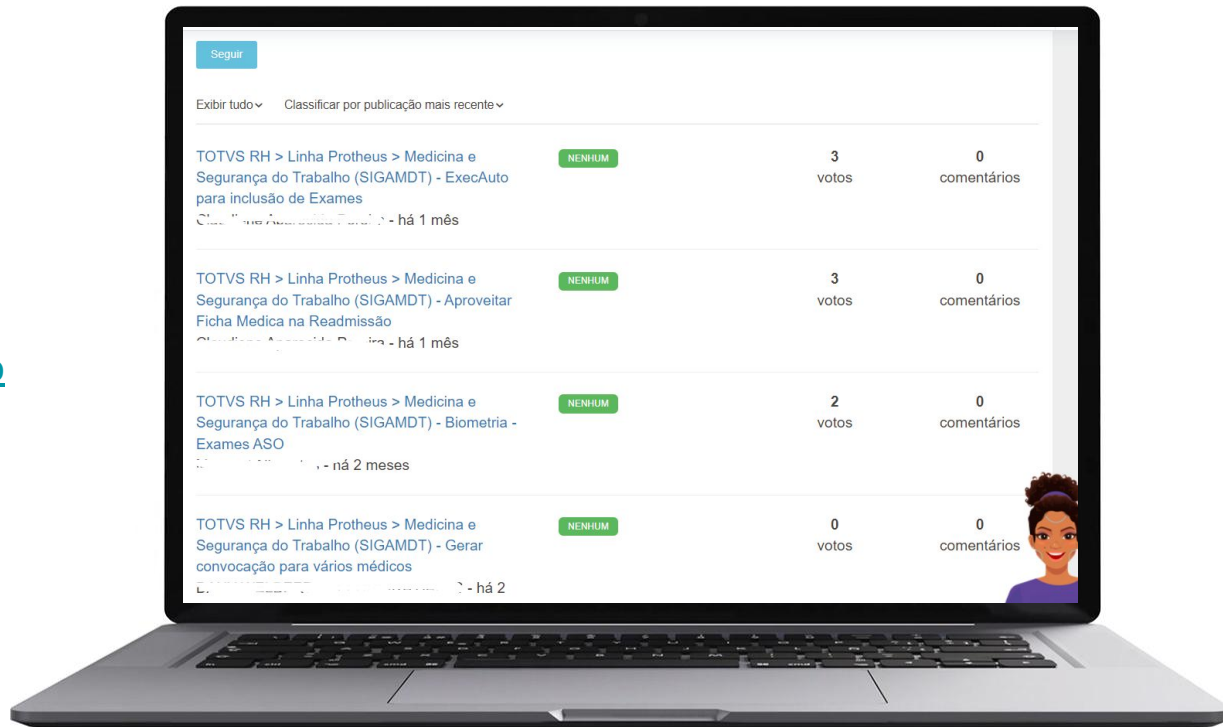 Seguir
Exibir tudo Classificar por publicação mais recente
TOTVS RH > Linha Protheus > Medicina e
Segurança do Trabalho (SIGAMDT) - ExecAuto
para inclusão de Exames
- há 1 mês
NENHUM
3
votos
0
comentários
TOTVS RH > Linha Protheus > Medicina e
Segurança do Trabalho (SIGAMDT) - Aproveitar
Ficha Medica na Readmissão
- há 1 mês
NENHUM
3
votos
0
comentários
TOTVS RH > Linha Protheus > Medicina e
Segurança do Trabalho (SIGAMDT) - Biometria -
Exames ASO
- há 2 meses
NENHUM
2
votos
0
comentários
TOTVS RH > Linha Protheus > Medicina e
Segurança do Trabalho (SIGAMDT) - Gerar
convocação para vários médicos
- há 2
NENHUM
0
votos
0
comentários